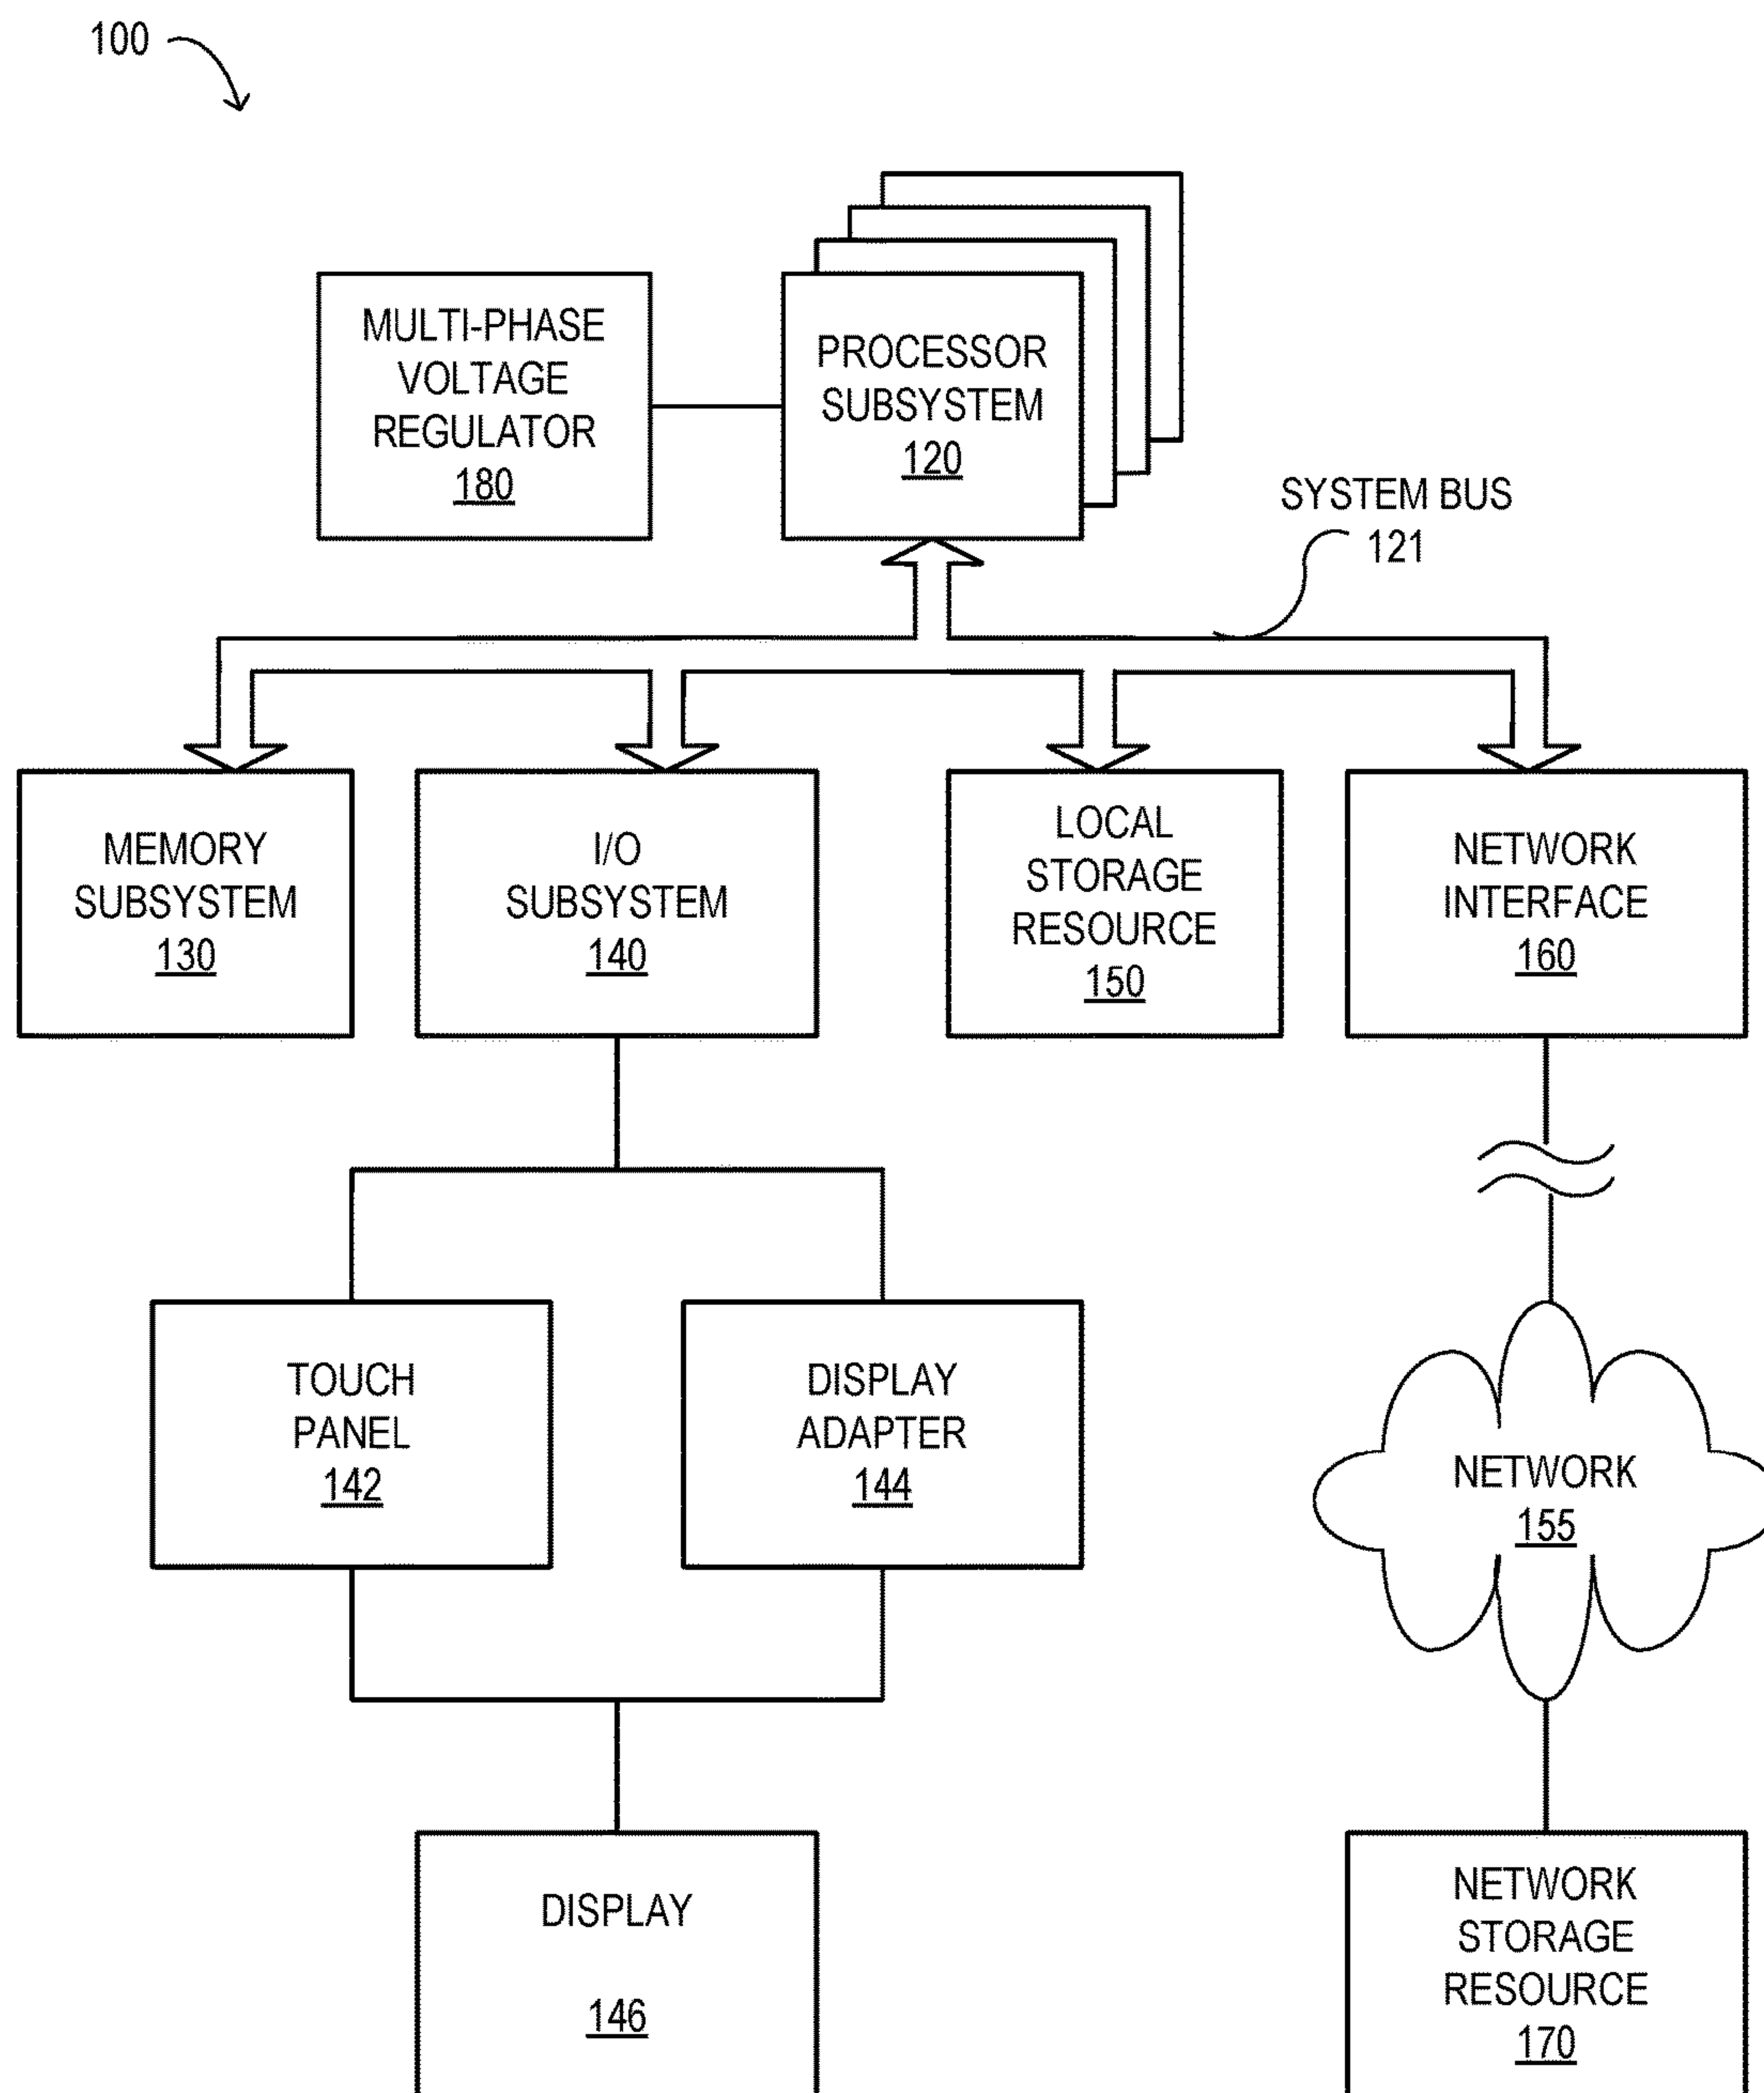 100
MULTI-PHASE
VOLTAGE
REGULATOR
180
PROCESSOR
SUBSYSTEM
120
SYSTEM BUS
121
MEMORY
SUBSYSTEM
130
I/O
SUBSYSTEM
140
LOCAL
STORAGE
RESOURCE
150
NETWORK
INTERFACE
160
TOUCH
PANEL
142
DISPLAY
ADAPTER
144
NETWORK
155
DISPLAY
146
NETWORK
STORAGE
RESOURCE
170